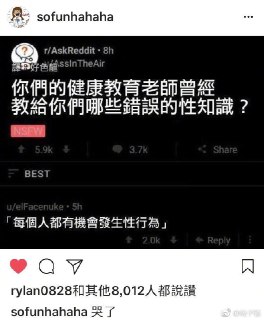 sofunhahaha
r/AskReddit • 8h
u/AssInTheAir
你們的健康教育老師曾經
教給你們哪些錯誤的性知識？
NSFW
5.9k
1.7k
Share
BEST
u/elFacenuke • 5h
「每個人都有機會發生性行為」
2.0k
Reply
rylan0828和其他8,012人都說讚
sofunhahaha 哭了